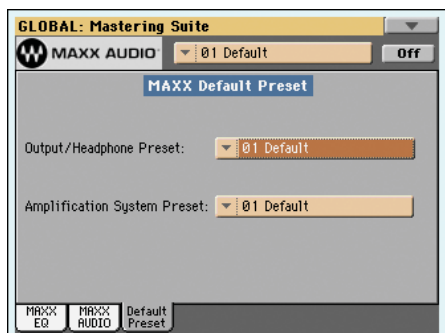 GLOBAL: Mastering Suite
MAXX AUDIO 01 Default Off
MAXX Default Preset
Output/Headphone Preset: 01 Default
Amplification System Preset: 01 Default
MAXX EQ MAXX AUDIO Default Preset